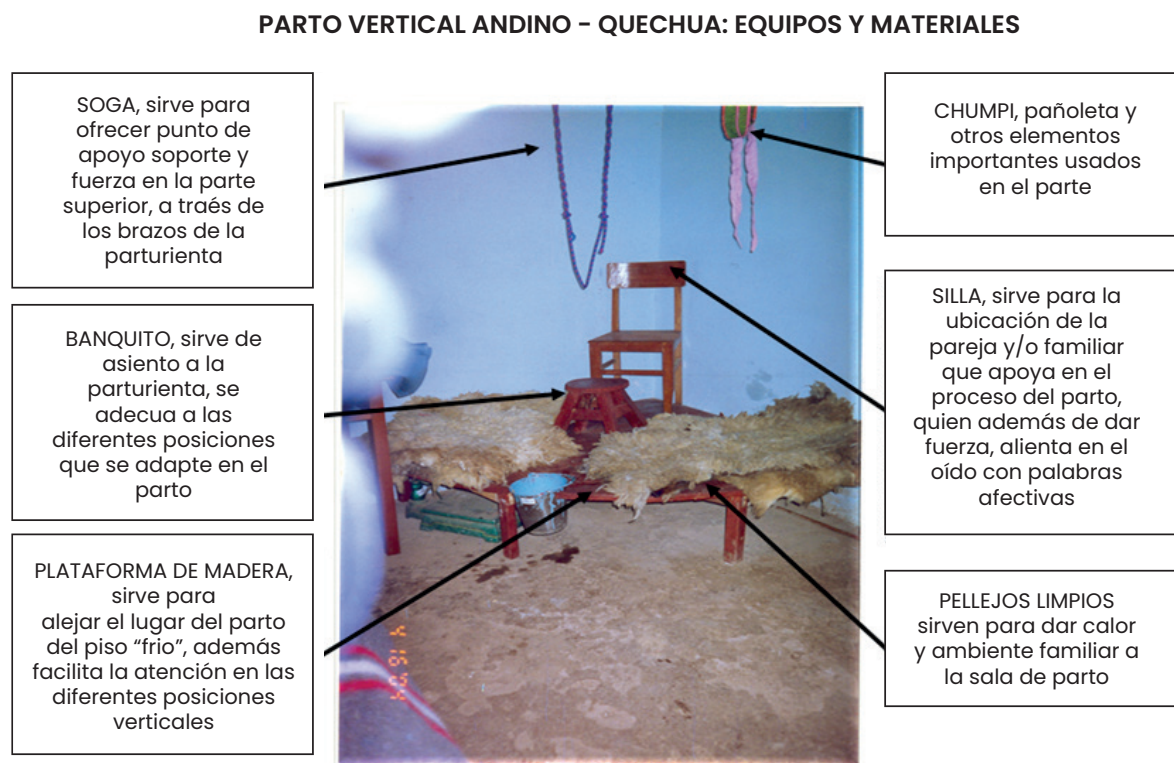 PARTO VERTICAL ANDINO - QUECHUA: EQUIPOS Y MATERIALES
SOGA, sirve para
ofrecer punto de
apoyo soporte y
fuerza en la parte
superior, a traés de
los brazos de la
parturienta
BANQUITO, sirve de
asiento a la
parturienta, se
adecua a las
diferentes posiciones
que se adapte en el
parto
PLATAFORMA DE MADERA,
sirve para
alejar el lugar del parto
del piso “frio”, además
facilita la atención en las
diferentes posiciones
verticales
CHUMPI, pañoleta y
otros elementos
importantes usados
en el parte
SILLA, sirve para la
ubicación de la
pareja y/o familiar
que apoya en el
proceso del parto,
quien además de dar
fuerza, alienta en el
oído con palabras
afectivas
PELLEJOS LIMPIOS
sirven para dar calor
y ambiente familiar a
la sala de parto